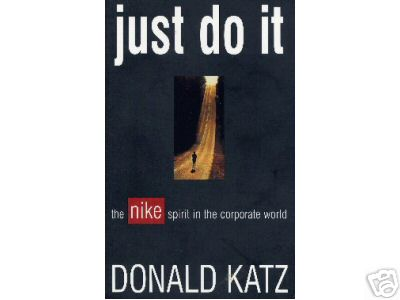 just do it
the nike spirit in the corporate world
DONALD KATZ